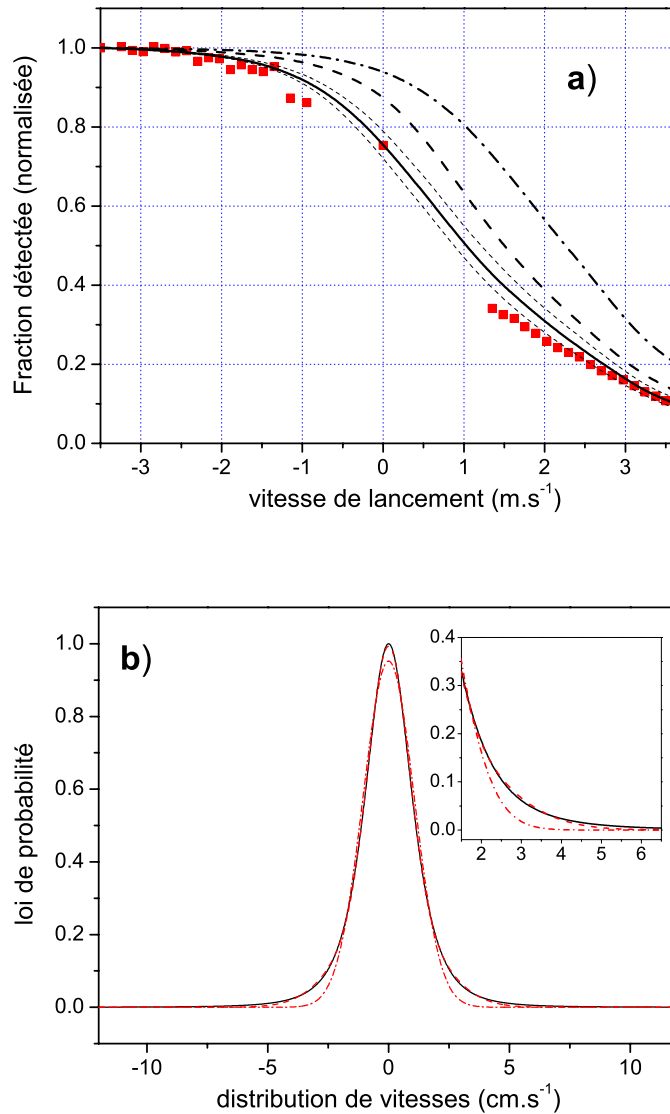 a)
Fraction détectée (normalisée)
1.0
0.8
0.6
0.4
0.2
0.0
-3 -2 -1 0 1 2 3
vitesse de lancement (m.s⁻¹)
b)
loi de probabilité
1.0
0.8
0.6
0.4
0.2
0.0
0.4
0.3
0.2
0.1
0.0
2 3 4 5 6
-10 -5 0 5 10
distribution de vitesses (cm.s⁻¹)